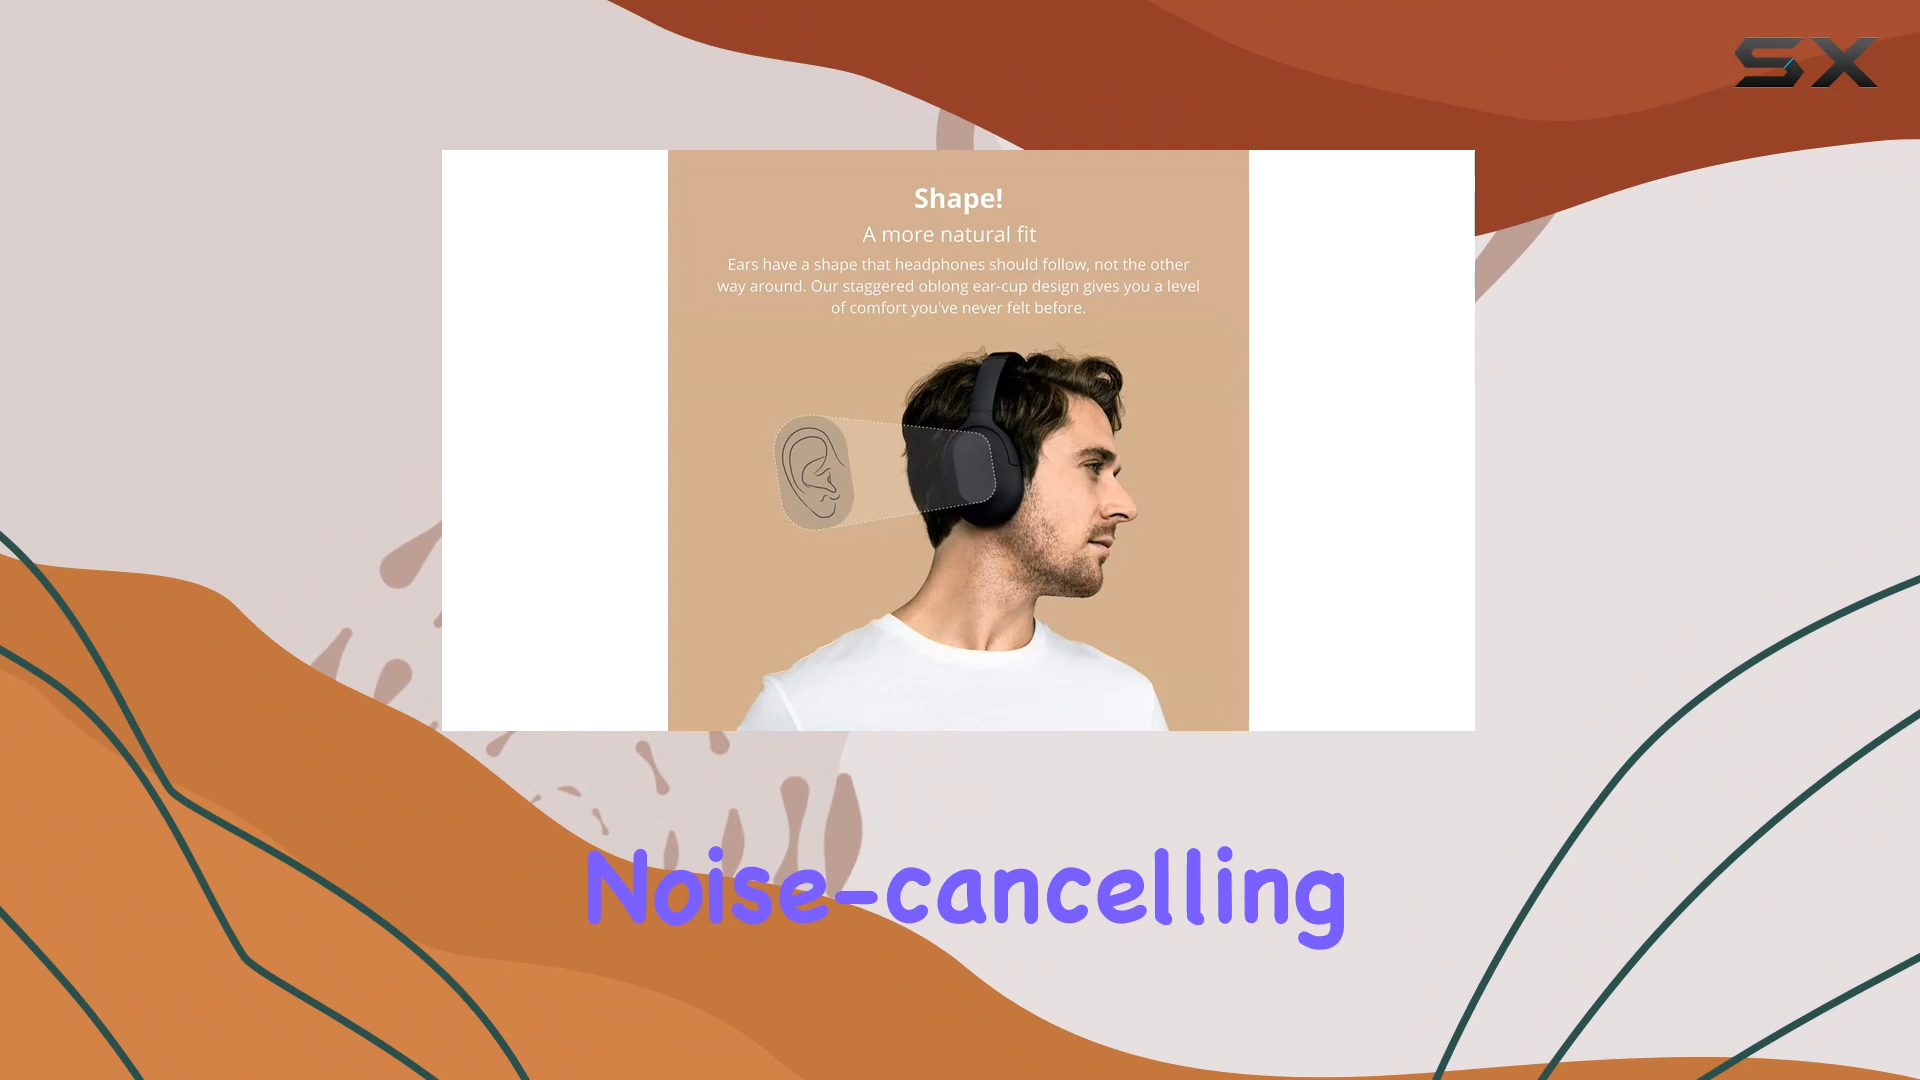 SX
Shape!
A more natural fit
Ears have a shape that headphones should follow, not the other
way around. Our staggered oblong ear-cup design gives you a level
of comfort you've never felt before.
Noise-cancelling